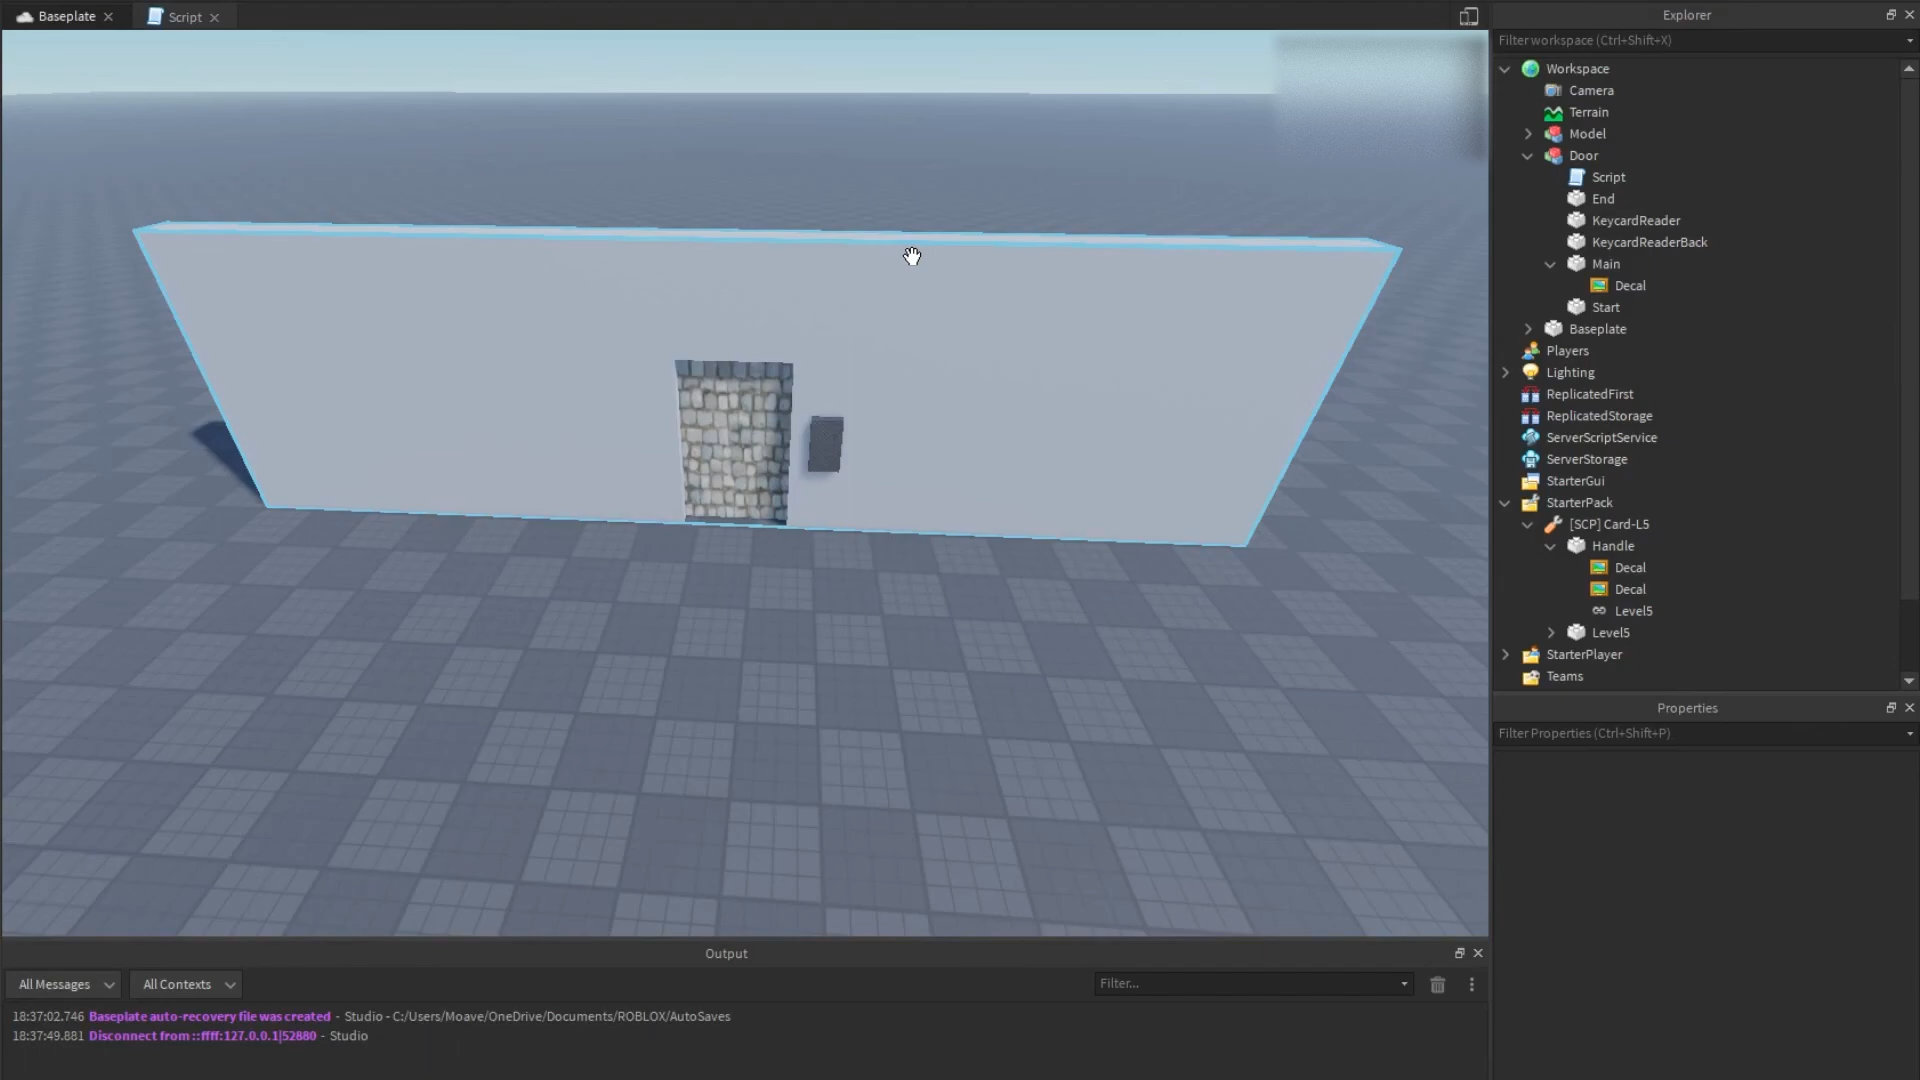 Baseplate
Script
Explorer
Filter workspace (Ctrl+Shift+X)
Workspace
Camera
Terrain
Model
Door
Script
End
KeycardReader
KeycardReaderBack
Main
Decal
Start
Baseplate
Players
Lighting
ReplicatedFirst
ReplicatedStorage
ServerScriptService
ServerStorage
StarterGui
StarterPack
[SCP] Card-L5
Handle
Decal
Decal
Level5
Level5
StarterPlayer
Teams
Properties
Filter Properties (Ctrl+Shift+P)
Output
All Messages
All Contexts
Filter...
18:37:02.746 Baseplate auto-recovery file was created - Studio - C:/Users/Moave/OneDrive/Documents/ROBLOX/AutoSaves
18:37:49.881 Disconnect from ::ffff:127.0.0.1|52880 - Studio